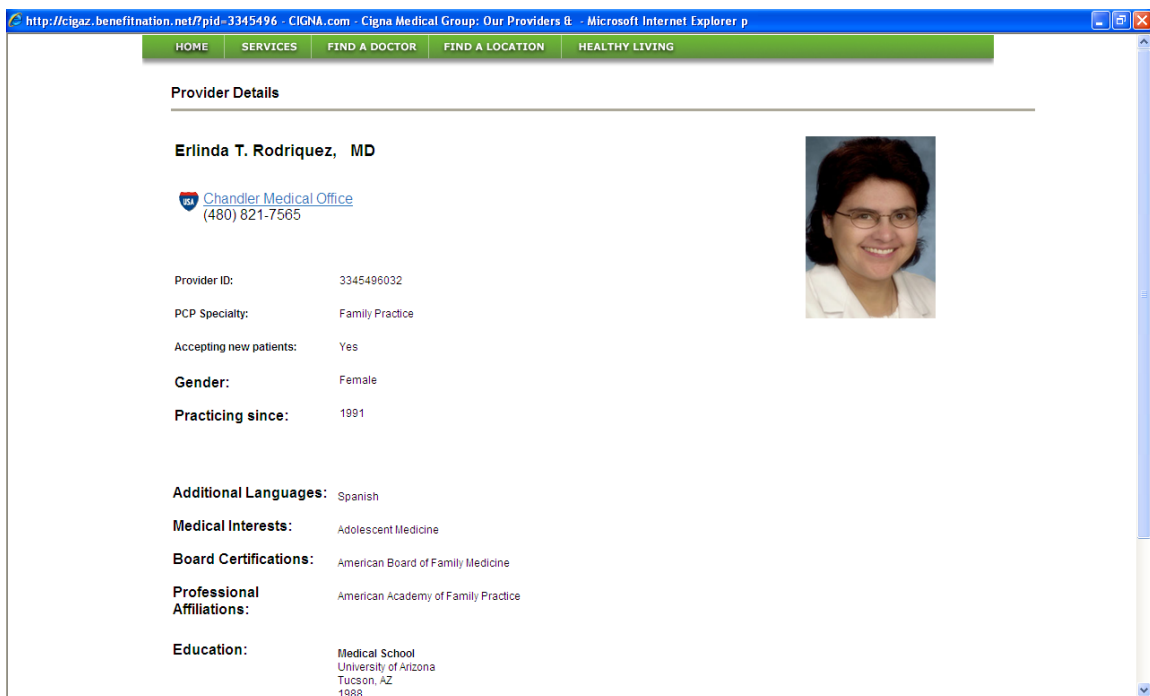 http://cigaz.benefitnation.net/?pid=3345496 - CIGNA.com - Cigna Medical Group: Our Providers & - Microsoft Internet Explorer p
HOME SERVICES FIND A DOCTOR FIND A LOCATION HEALTHY LIVING
Provider Details
Erlinda T. Rodriquez, MD
USA Chandler Medical Office
(480) 821-7565
Provider ID: 3345496032
PCP Specialty: Family Practice
Accepting new patients: Yes
Gender: Female
Practicing since: 1991
Additional Languages: Spanish
Medical Interests: Adolescent Medicine
Board Certifications: American Board of Family Medicine
Professional Affiliations: American Academy of Family Practice
Education: Medical School
University of Arizona
Tucson, AZ
1988